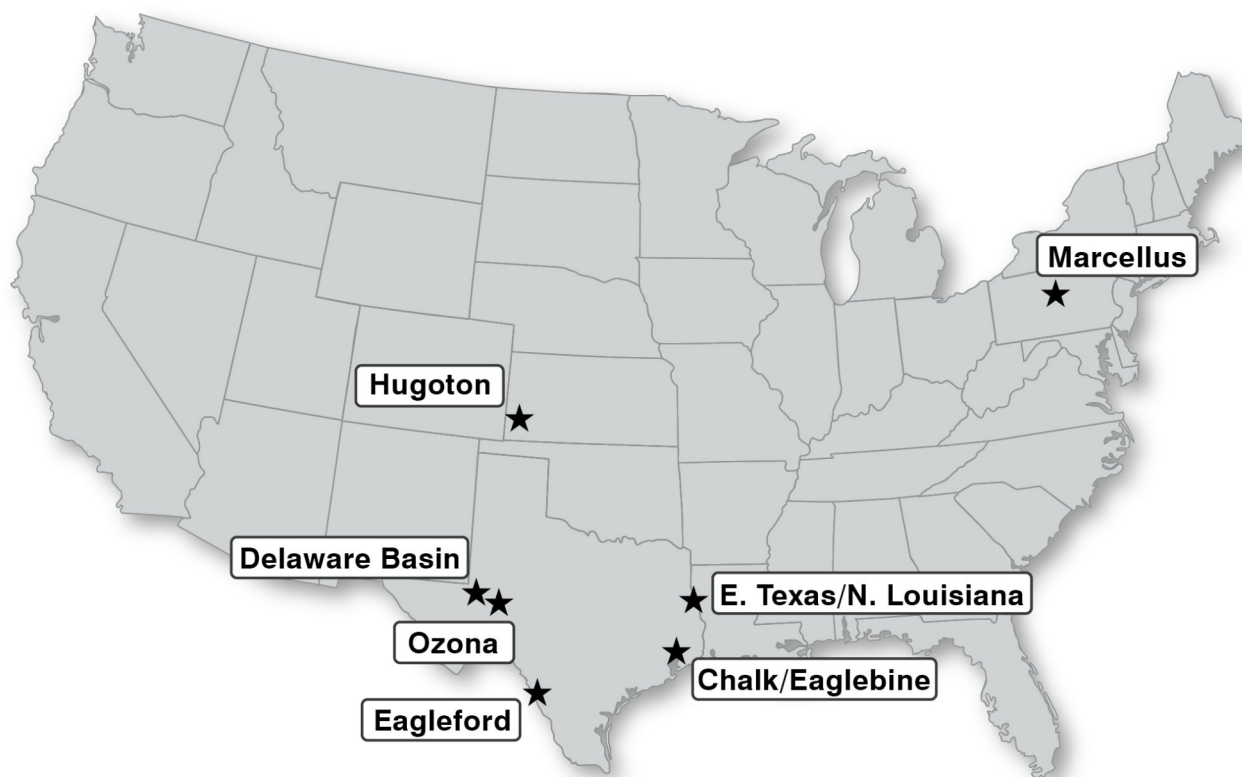 Marcellus
Hugoton
Delaware Basin
E. Texas/N. Louisiana
Ozona
Chalk/Eaglebine
Eagleford